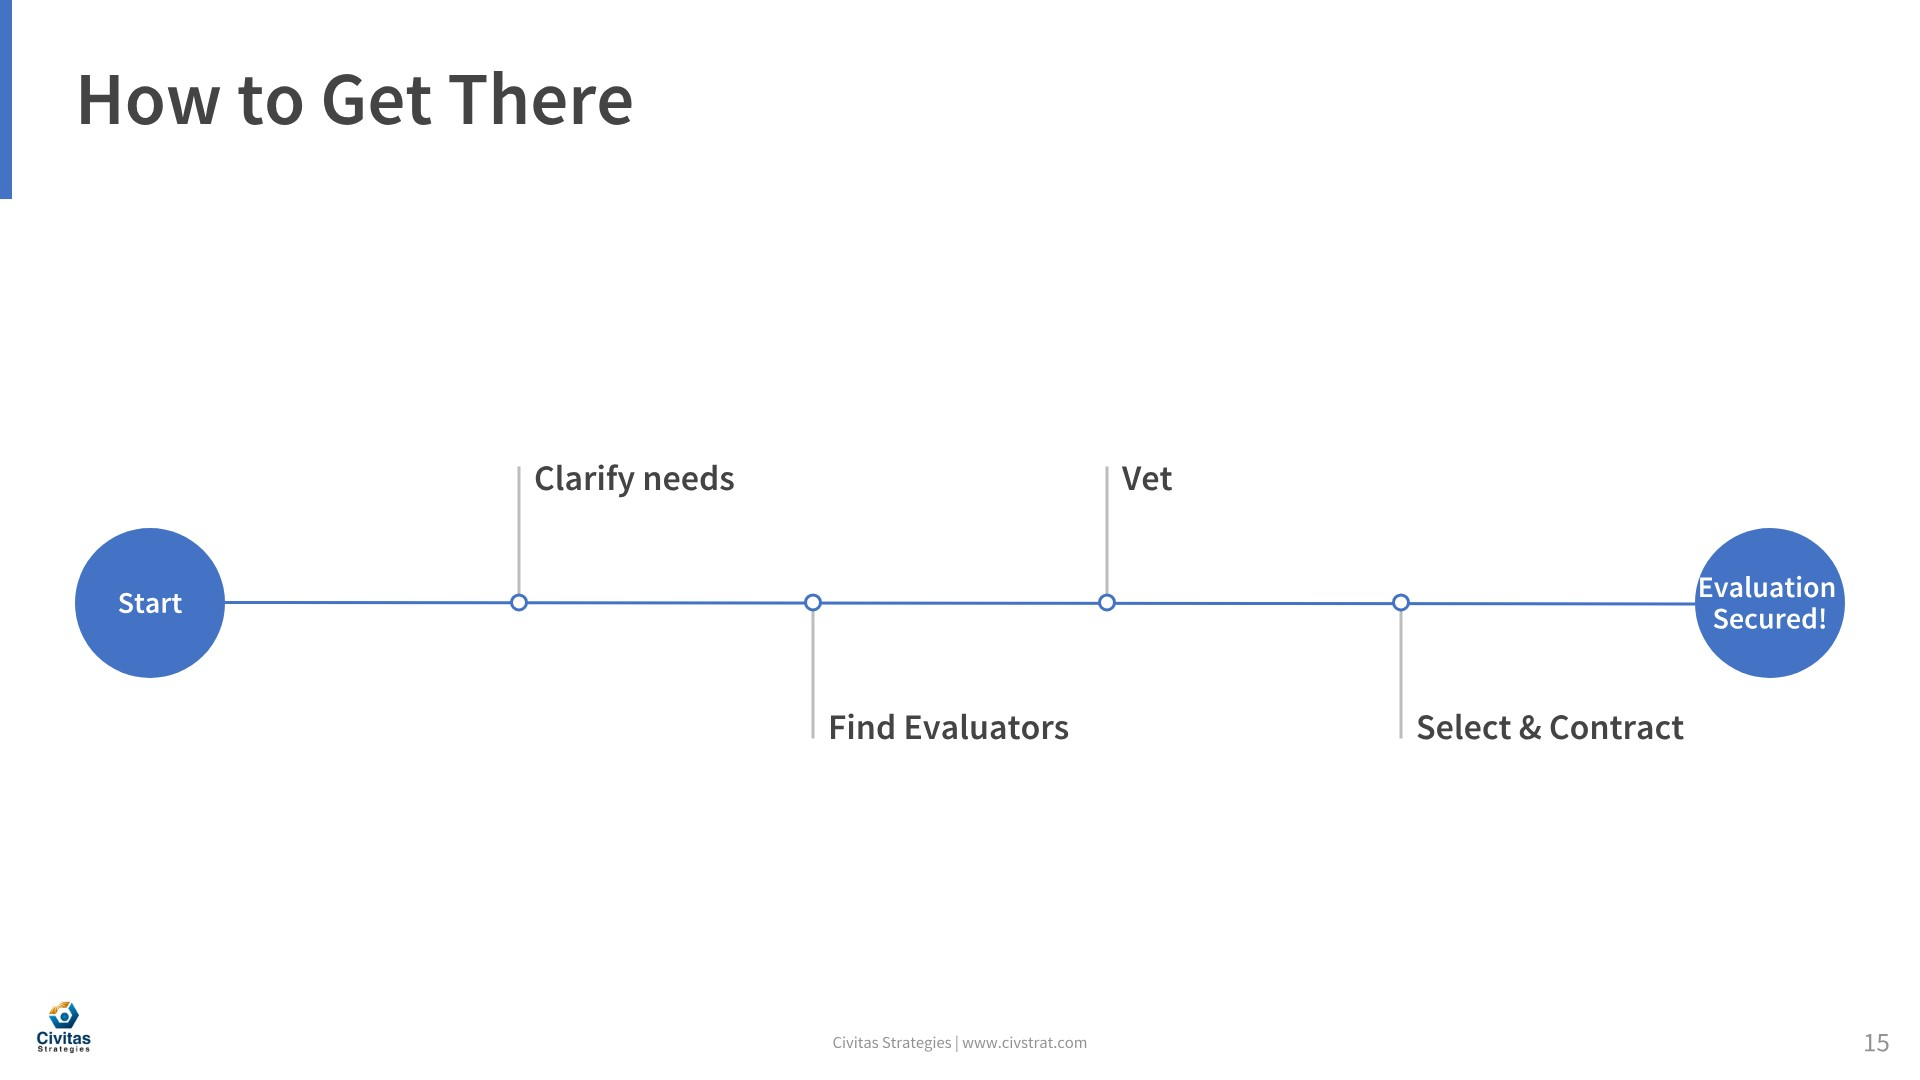 How to Get There
Clarify needs
Vet
Start
Evaluation
Secured!
Find Evaluators
Select & Contract
Civitas
Strategies
Civitas Strategies | www.civstrat.com
15